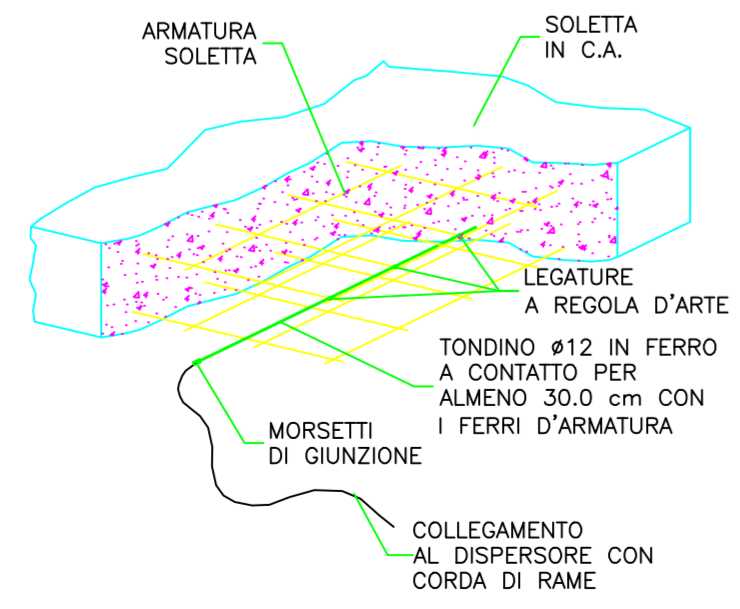 ARMATURA
SOLETTA
SOLETTA
IN C.A.
LEGATURE
A REGOLA D'ARTE
TONDINO ø12 IN FERRO
A CONTATTO PER
ALMENO 30.0 cm CON
I FERRI D'ARMATURA
MORSETTI
DI GIUNZIONE
COLLEGAMENTO
AL DISPERSORE CON
CORDA DI RAME